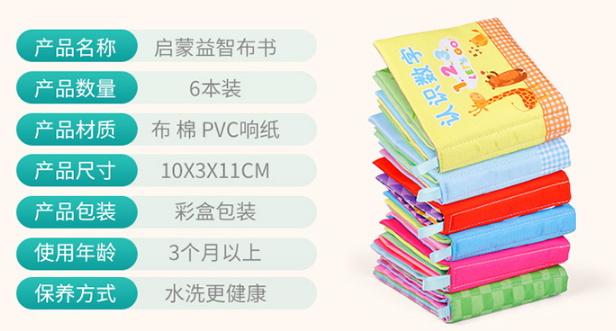 产品名称 启蒙益智布书
产品数量 6本装
产品材质 布 棉 PVC响纸
产品尺寸 10X3X11CM
产品包装 彩盒包装
使用年龄 3个月以上
保养方式 水洗更健康
认识数字
1 2 3